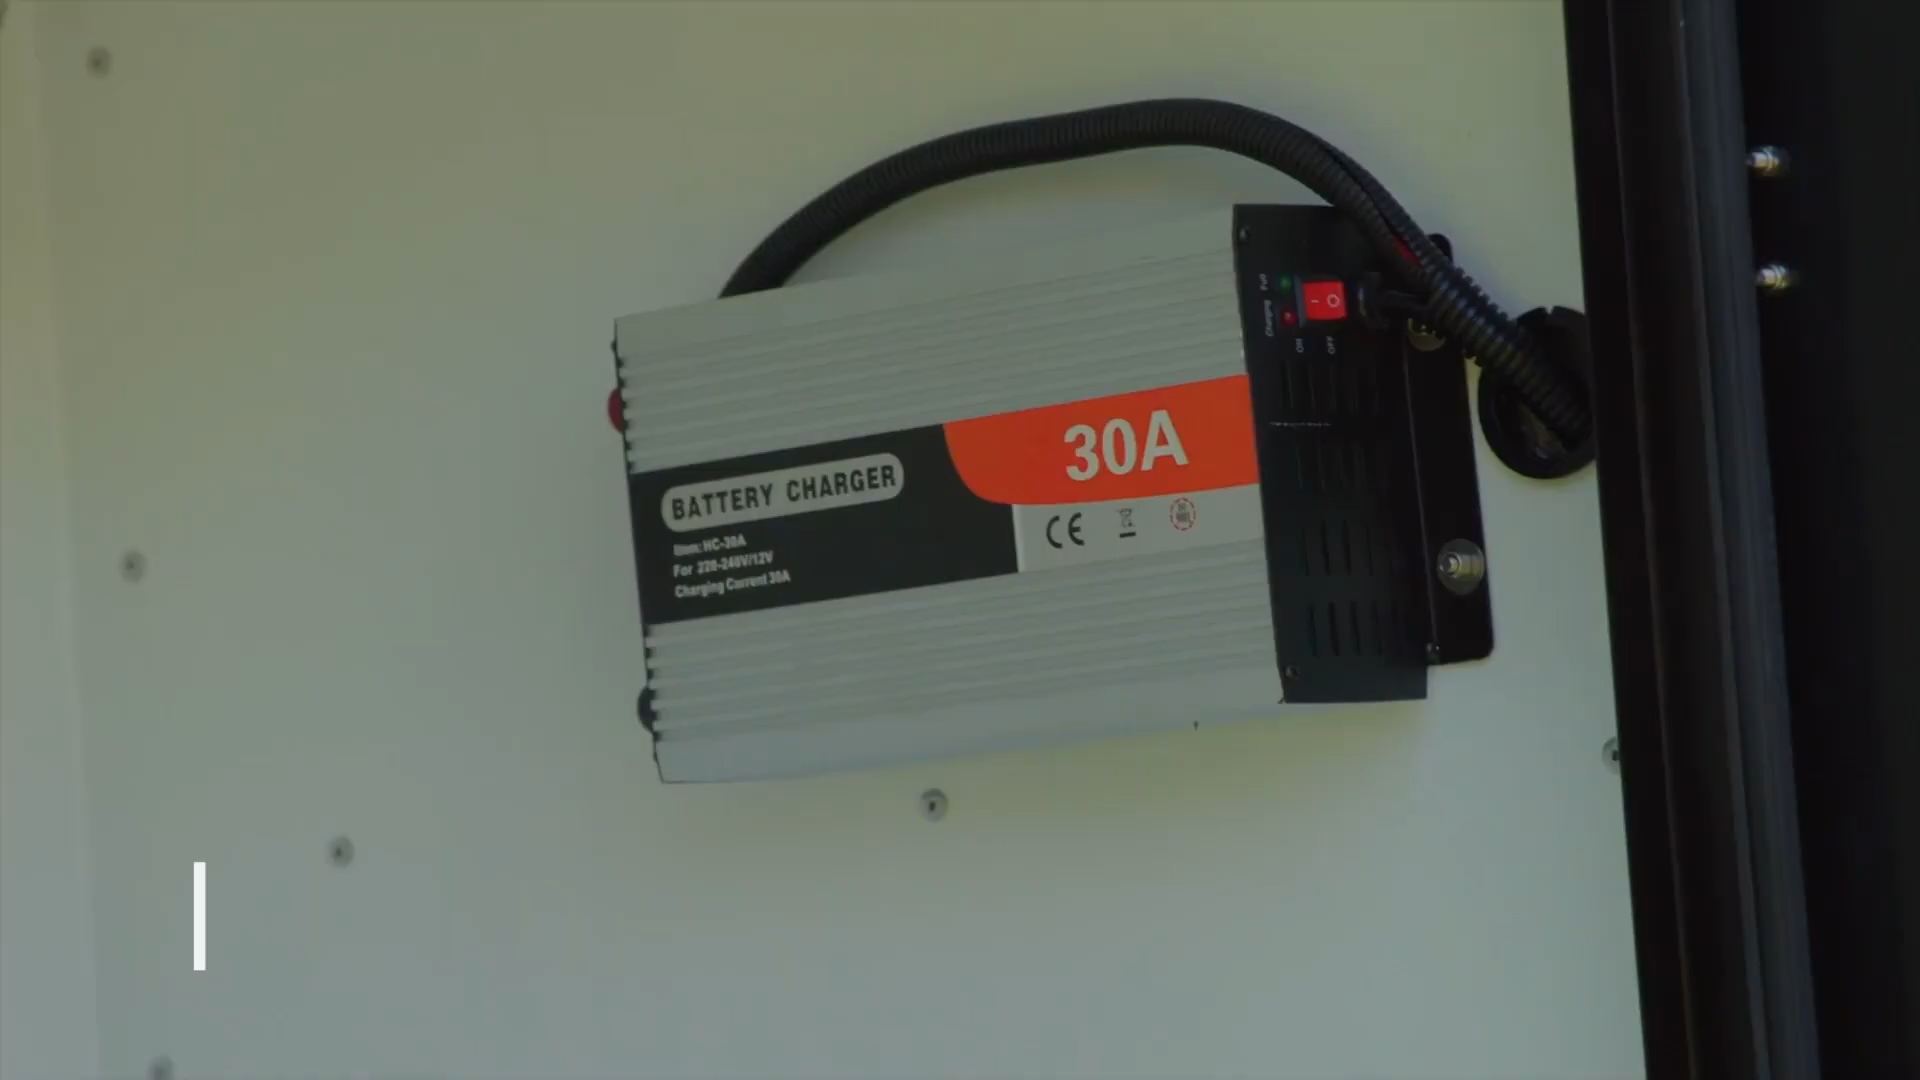 Full
Charging
ON
OFF
30A
BATTERY CHARGER
CE
Item: HC-30A
For 220-240V/12V
Charging Current 30A